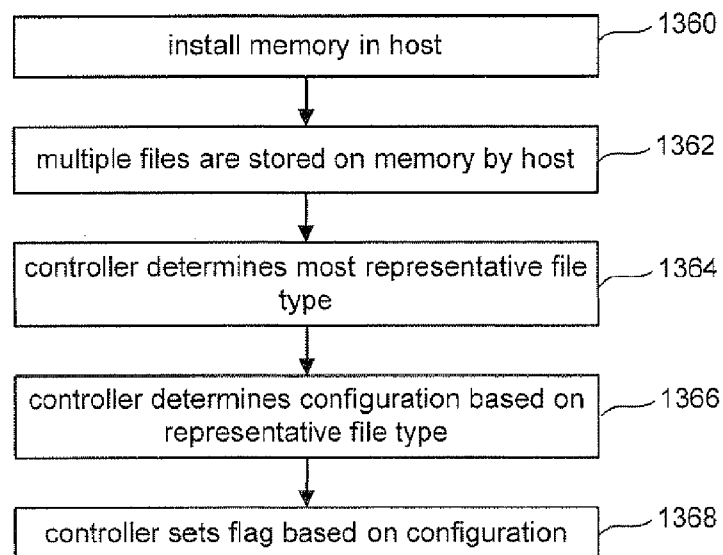 install memory in host
1360
multiple files are stored on memory by host
1362
controller determines most representative file
type
1364
controller determines configuration based on
representative file type
1366
controller sets flag based on configuration
1368